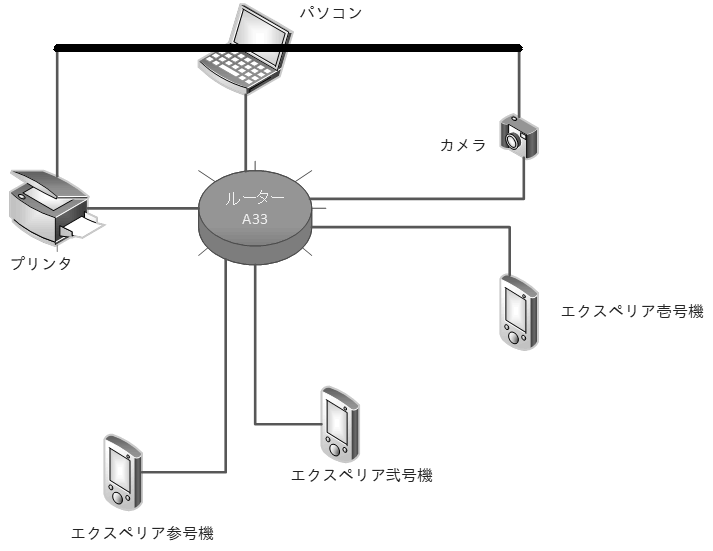 パソコン
カメラ
ルーター
A33
プリンタ
エクスペリア壱号機
エクスペリア弐号機
エクスペリア参号機